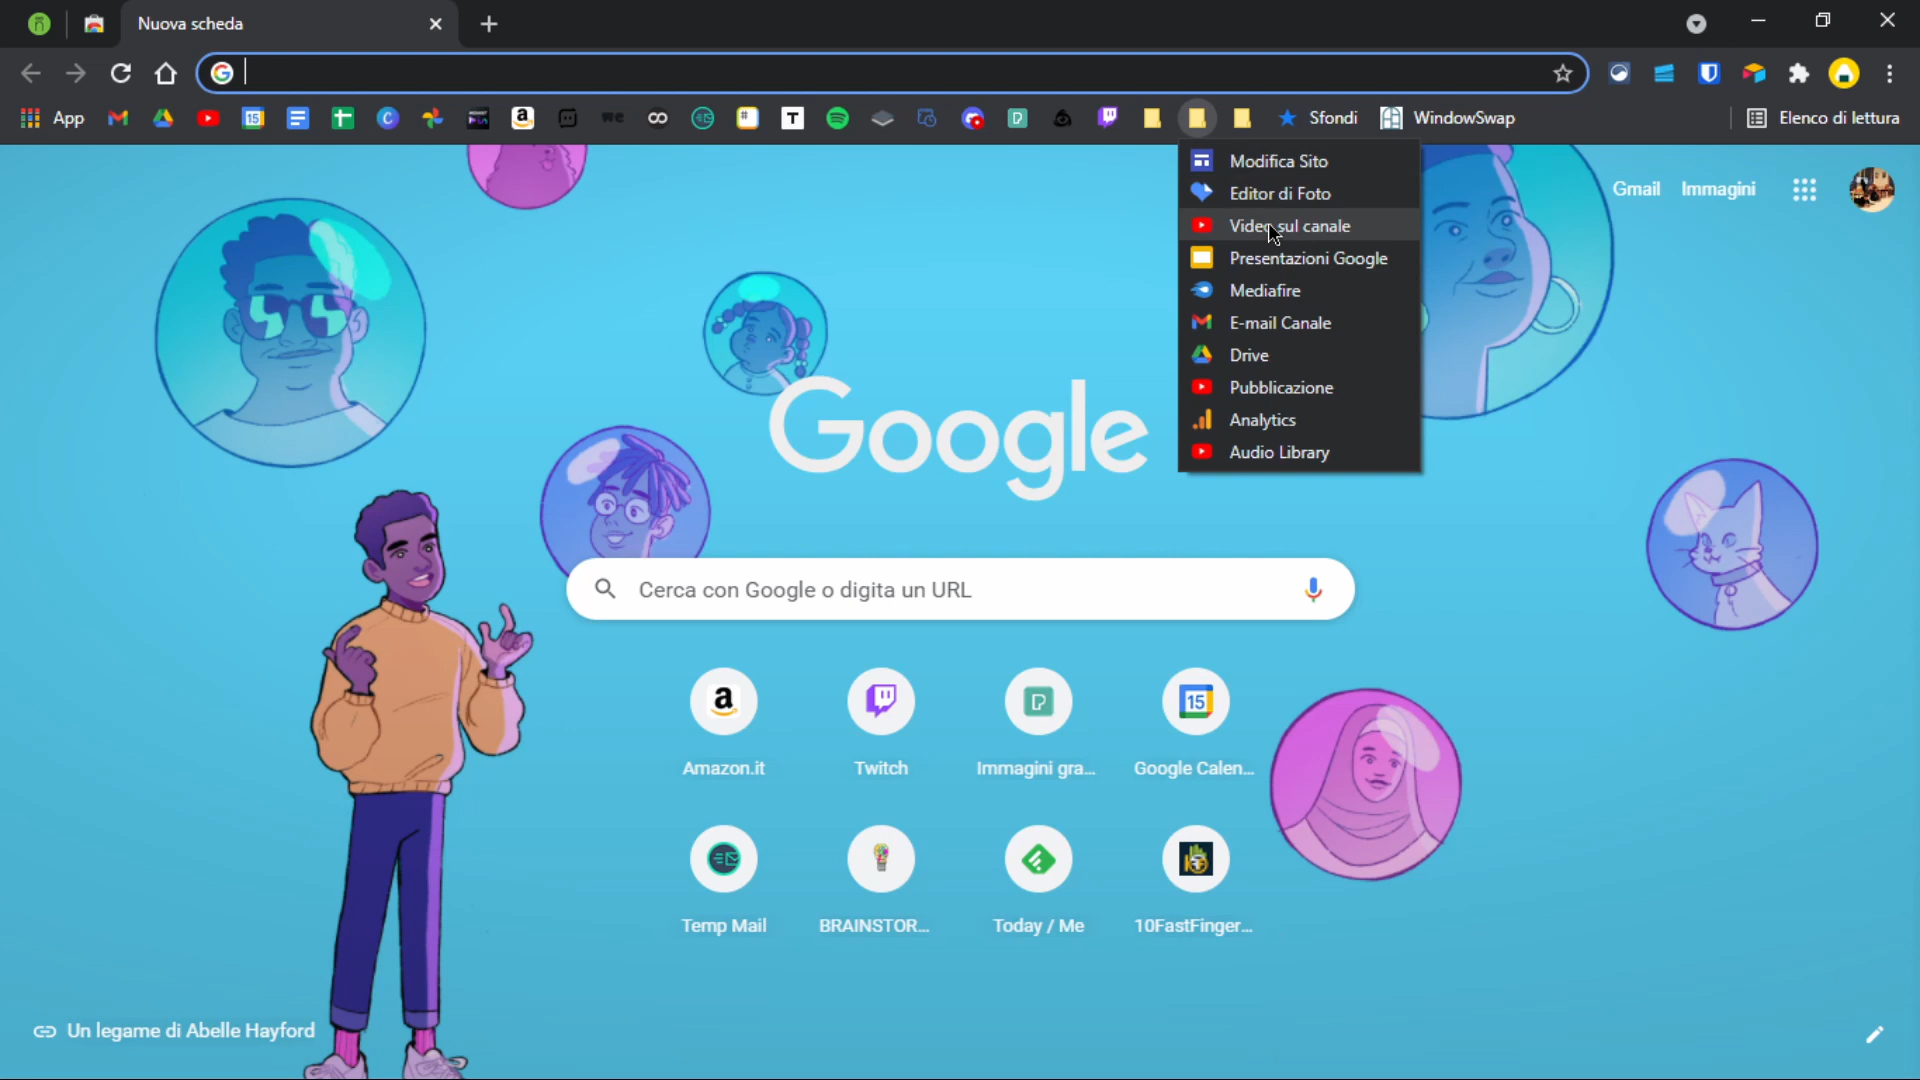 Nuova scheda
App
Sfondi
WindowSwap
Elenco di lettura
Modifica Sito
Editor di Foto
Video sul canale
Presentazioni Google
Mediafire
E-mail Canale
Drive
Pubblicazione
Analytics
Audio Library
Gmail Immagini
Google
Cerca con Google o digita un URL
Amazon.it
Twitch
Immagini gra...
Google Calen...
Temp Mail
BRAINSTOR...
Today / Me
10FastFinger...
Un legame di Abelle Hayford